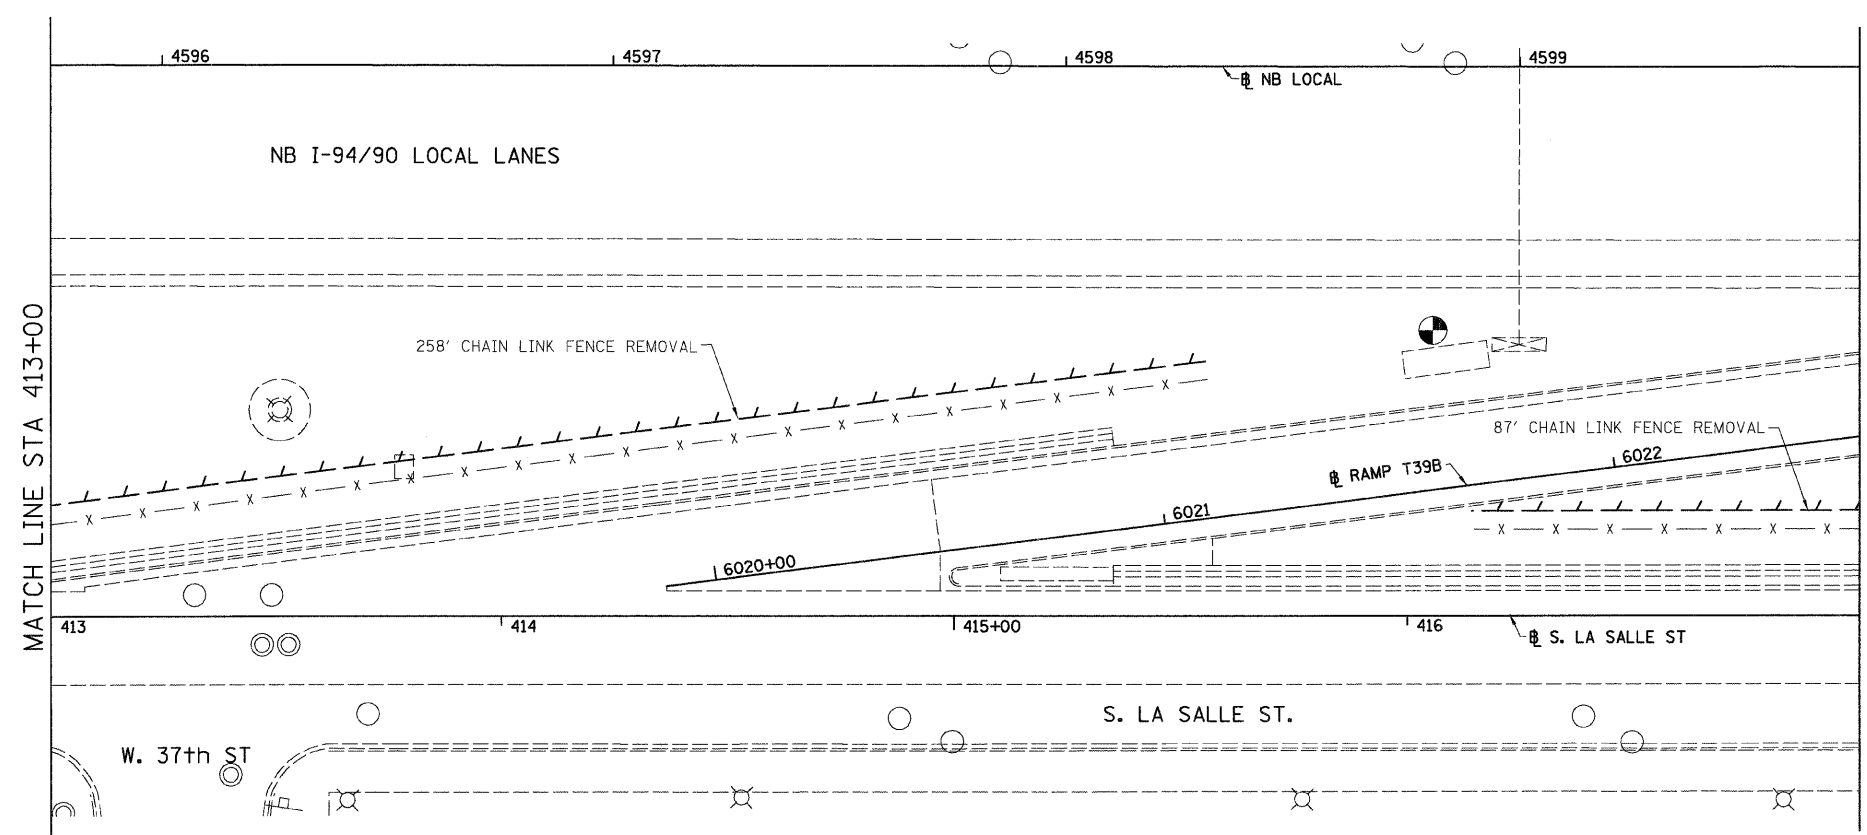 4596
4597
4598
4599
℄ NB LOCAL
NB I-94/90 LOCAL LANES
MATCH LINE STA 413+00
258' CHAIN LINK FENCE REMOVAL
87' CHAIN LINK FENCE REMOVAL
℄ RAMP T39B
6022
6021
6020+00
413
414
415+00
416
℄ S. LA SALLE ST
S. LA SALLE ST.
W. 37th ST